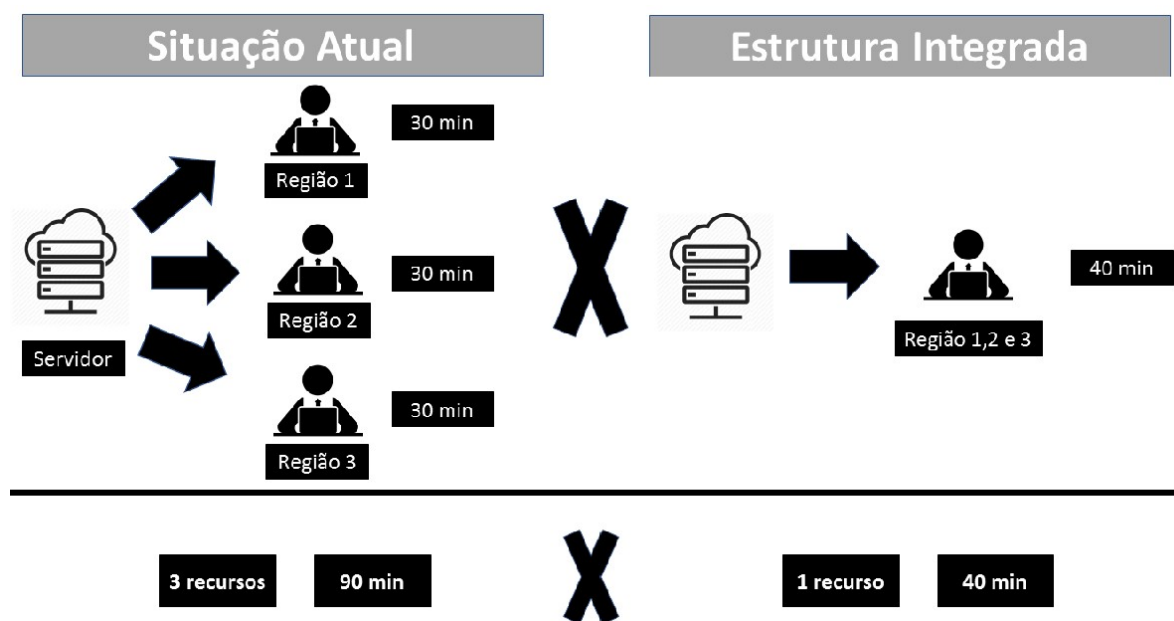 Situação Atual
Estrutura Integrada
30 min
Região 1
30 min
Região 2
Servidor
30 min
Região 3
40 min
Região 1,2 e 3
3 recursos
90 min
1 recurso
40 min